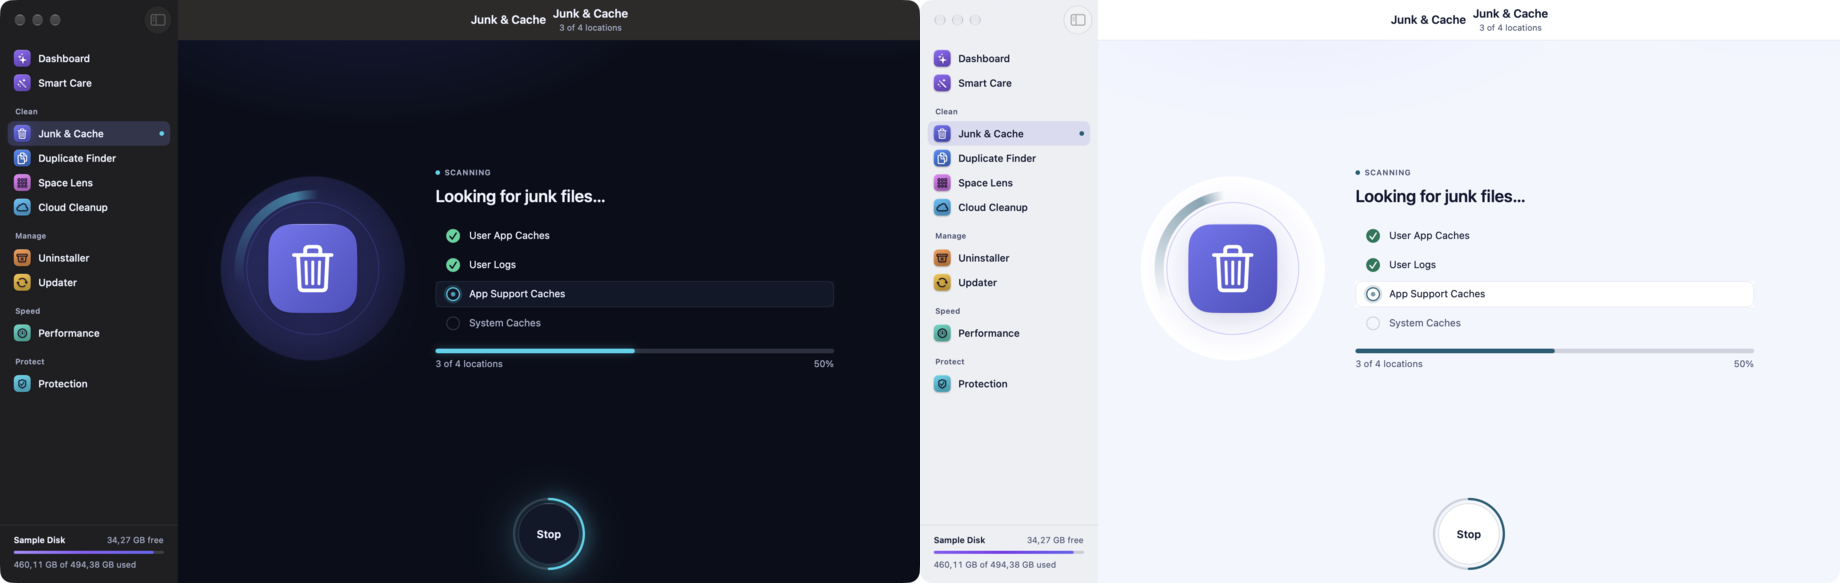 Junk & Cache
Junk & Cache
3 of 4 locations
Dashboard
Smart Care
Clean
Junk & Cache
Duplicate Finder
Space Lens
Cloud Cleanup
Manage
Uninstaller
Updater
Speed
Performance
Protect
Protection
Sample Disk
34,27 GB free
460,11 GB of 494,38 GB used
SCANNING
Looking for junk files...
User App Caches
User Logs
App Support Caches
System Caches
3 of 4 locations
50%
Stop
Junk & Cache
Junk & Cache
3 of 4 locations
Dashboard
Smart Care
Clean
Junk & Cache
Duplicate Finder
Space Lens
Cloud Cleanup
Manage
Uninstaller
Updater
Speed
Performance
Protect
Protection
Sample Disk
34,27 GB free
460,11 GB of 494,38 GB used
SCANNING
Looking for junk files...
User App Caches
User Logs
App Support Caches
System Caches
3 of 4 locations
50%
Stop